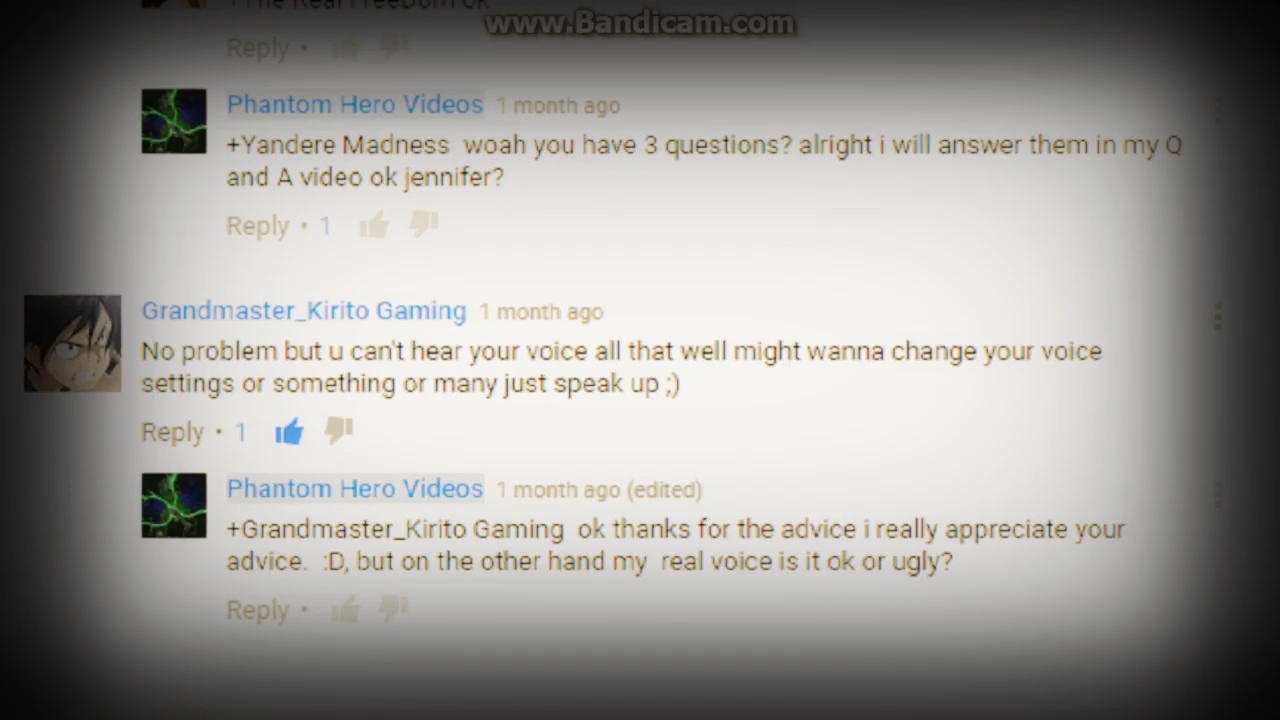 +The Real FreeDom ok
www.Bandicam.com
Reply •
Phantom Hero Videos 1 month ago
+Yandere Madness woah you have 3 questions? alright i will answer them in my Q
and A video ok jennifer?
Reply • 1
Grandmaster_Kirito Gaming 1 month ago
No problem but u can't hear your voice all that well might wanna change your voice
settings or something or many just speak up ;)
Reply • 1
Phantom Hero Videos 1 month ago (edited)
+Grandmaster_Kirito Gaming ok thanks for the advice i really appreciate your
advice. :D, but on the other hand my real voice is it ok or ugly?
Reply •